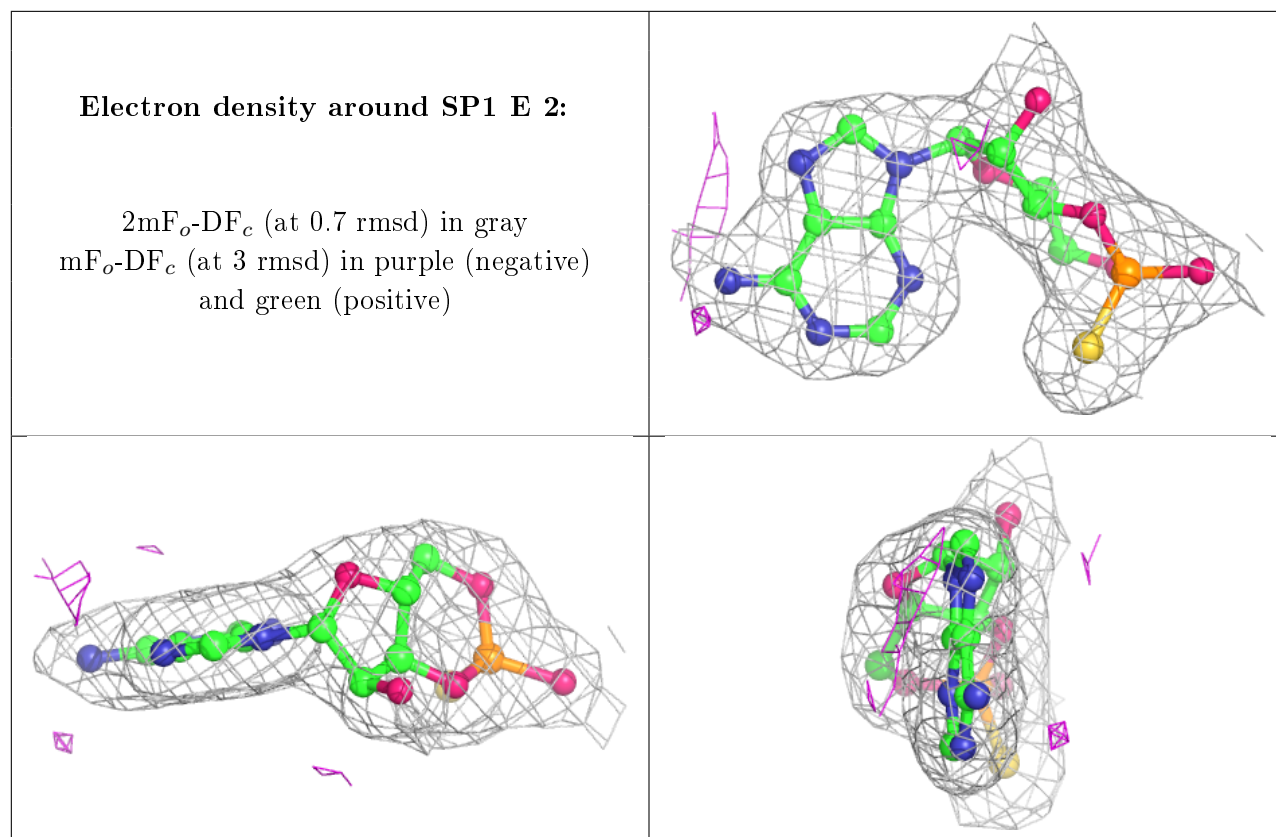 Electron density around SP1 E 2:
2mFo-DFc (at 0.7 rmsd) in gray
mFo-DFc (at 3 rmsd) in purple (negative)
and green (positive)